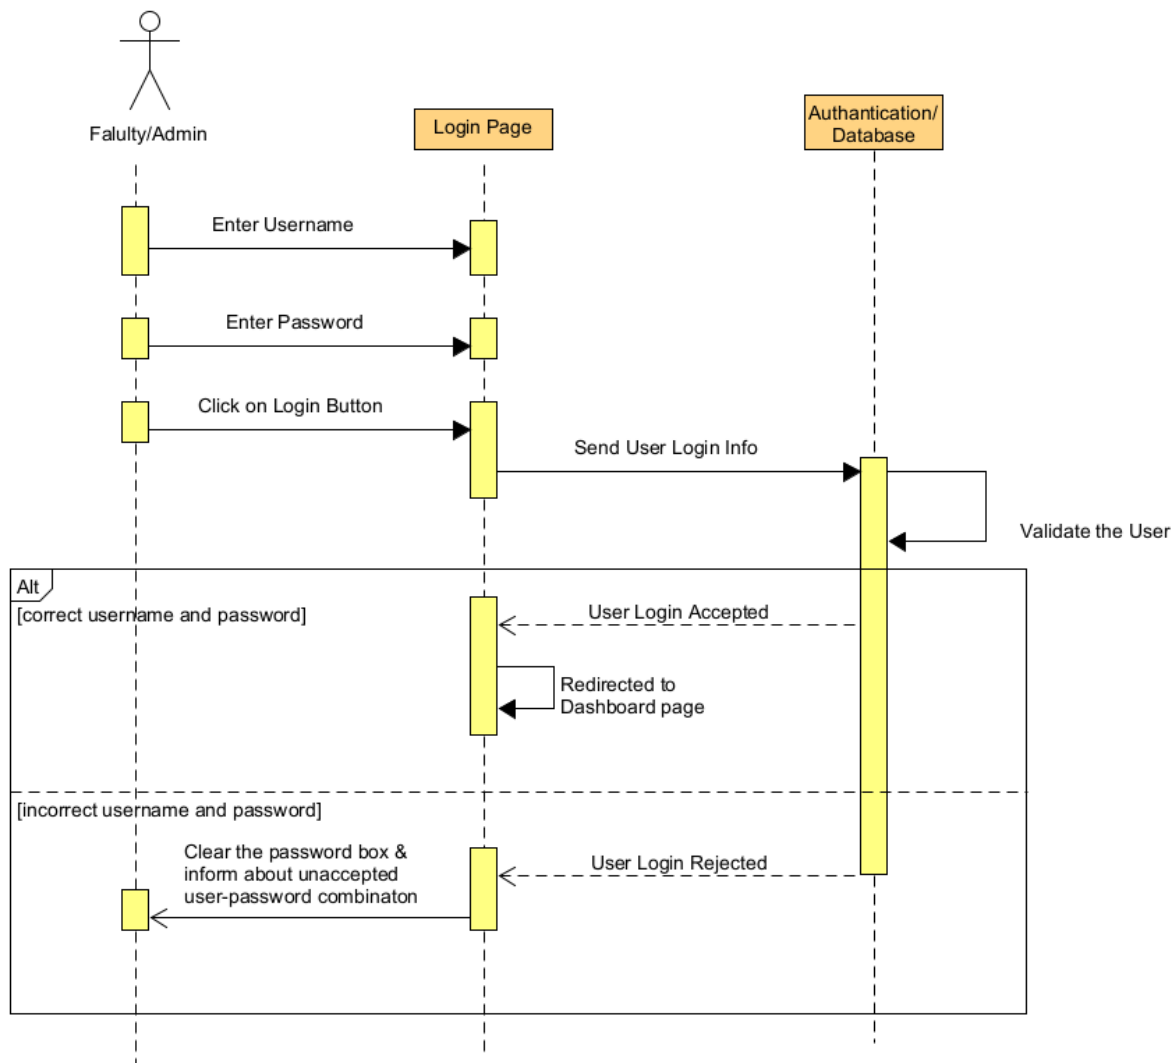 Falulty/Admin
Login Page
Authantication/
Database
Enter Username
Enter Password
Click on Login Button
Send User Login Info
Validate the User
Alt
[correct username and password]
User Login Accepted
Redirected to
Dashboard page
[incorrect username and password]
Clear the password box &
inform about unaccepted
user-password combinaton
User Login Rejected